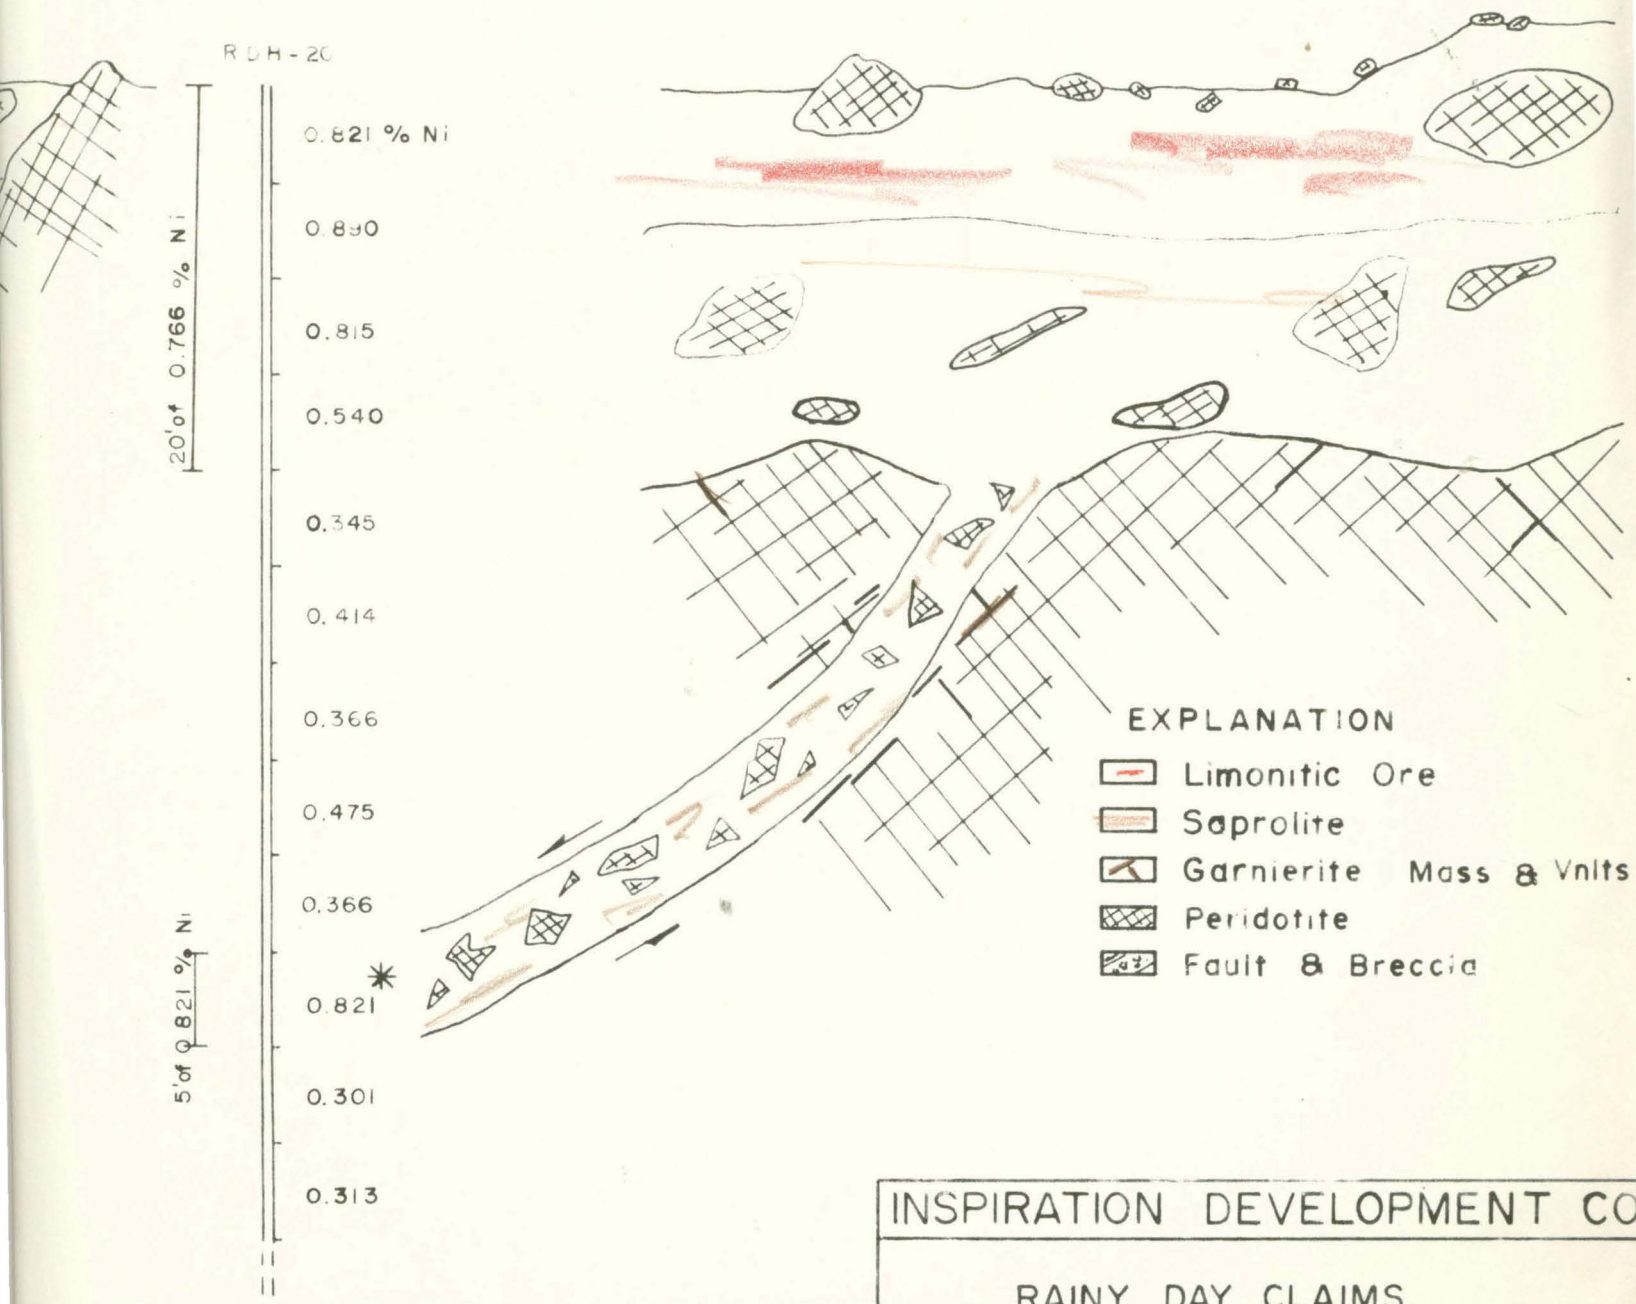 RDH-20
0.821 % Ni
0.890
0.815
0.540
0.345
0.414
0.366
0.475
0.366
0.821
0.301
0.313
20' of 0.766 % Ni
5' of 0.821 % Ni
EXPLANATION
Limonitic Ore
Saprolite
Garnierite Mass & Vnlts
Peridotite
Fault & Breccia
INSPIRATION DEVELOPMENT CO
RAINY DAY CLAIMS